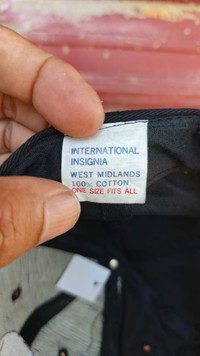 INTERNATIONAL
INSIGNIA
WEST MIDLANDS
100% COTTON
ONE SIZE FITS ALL